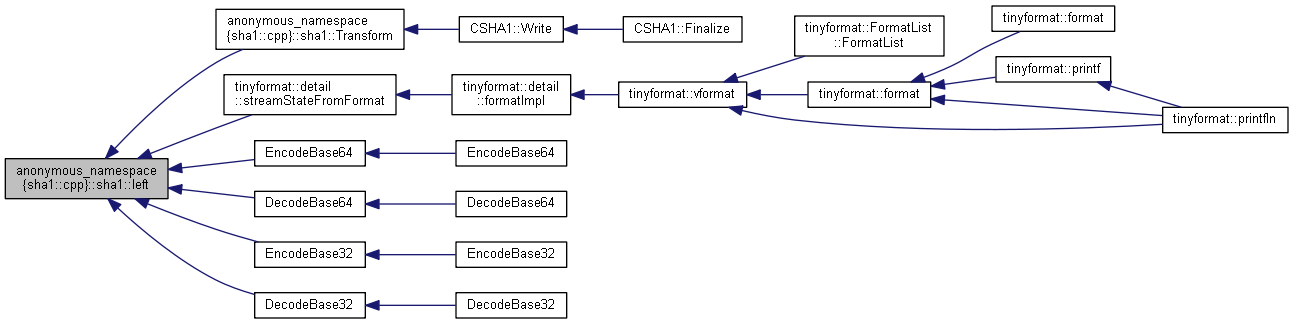 anonymous_namespace
{sha1::cpp}::sha1::Transform
CSHA1::Write
CSHA1::Finalize
tinyformat::FormatList
::FormatList
tinyformat::format
tinyformat::printf
tinyformat::detail
::streamStateFromFormat
tinyformat::detail
::formatImpl
tinyformat::vformat
tinyformat::format
tinyformat::printfln
anonymous_namespace
{sha1::cpp}::sha1::left
EncodeBase64
EncodeBase64
DecodeBase64
DecodeBase64
EncodeBase32
EncodeBase32
DecodeBase32
DecodeBase32